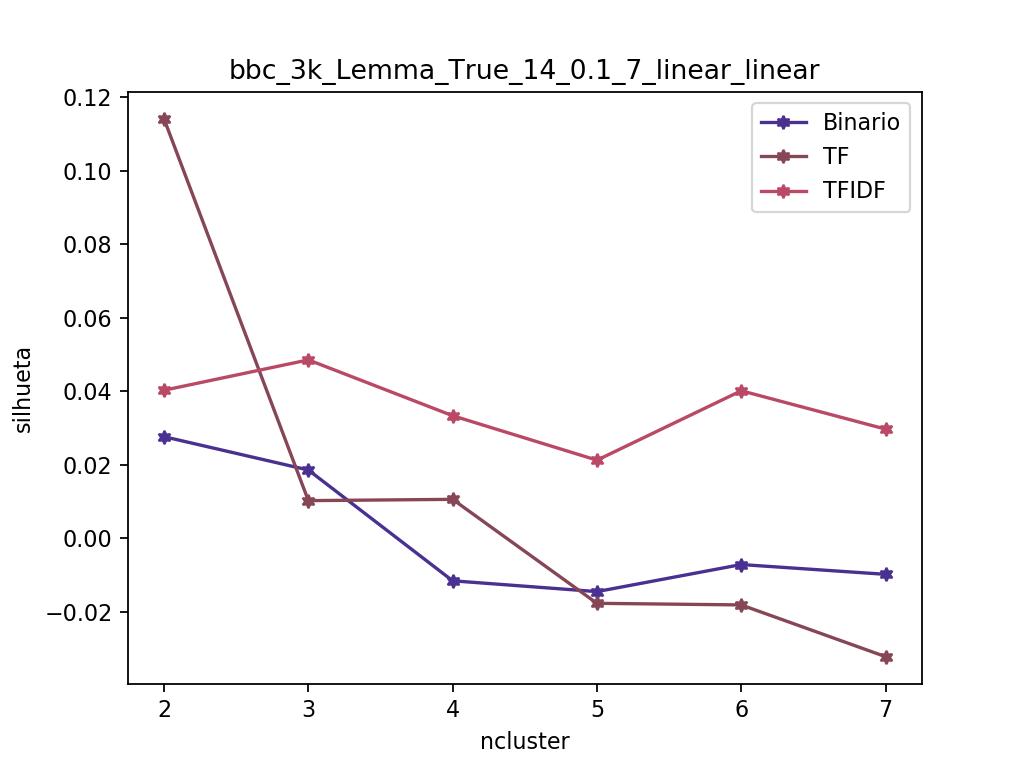 bbc_3k_Lemma_True_14_0.1_7_linear_linear
Binario
TF
TFIDF
silhueta
0.12
0.10
0.08
0.06
0.04
0.02
0.00
−0.02
2 3 4 5 6 7
ncluster